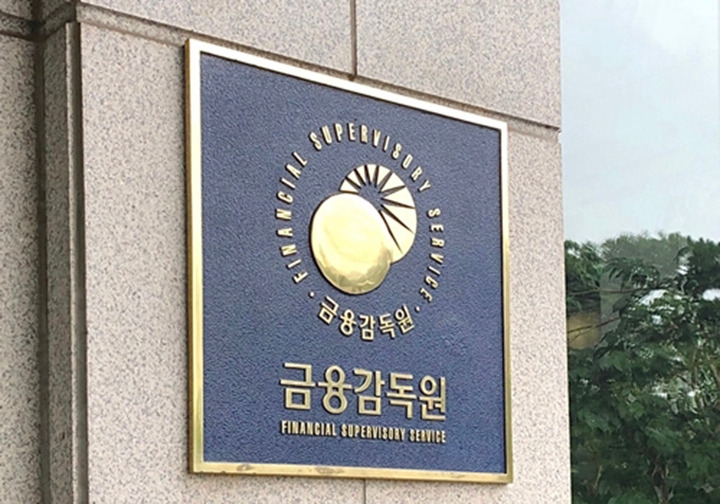 · FINANCIAL SUPERVISORY SERVICE ·
금융감독원
금융감독원
FINANCIAL SUPERVISORY SERVICE